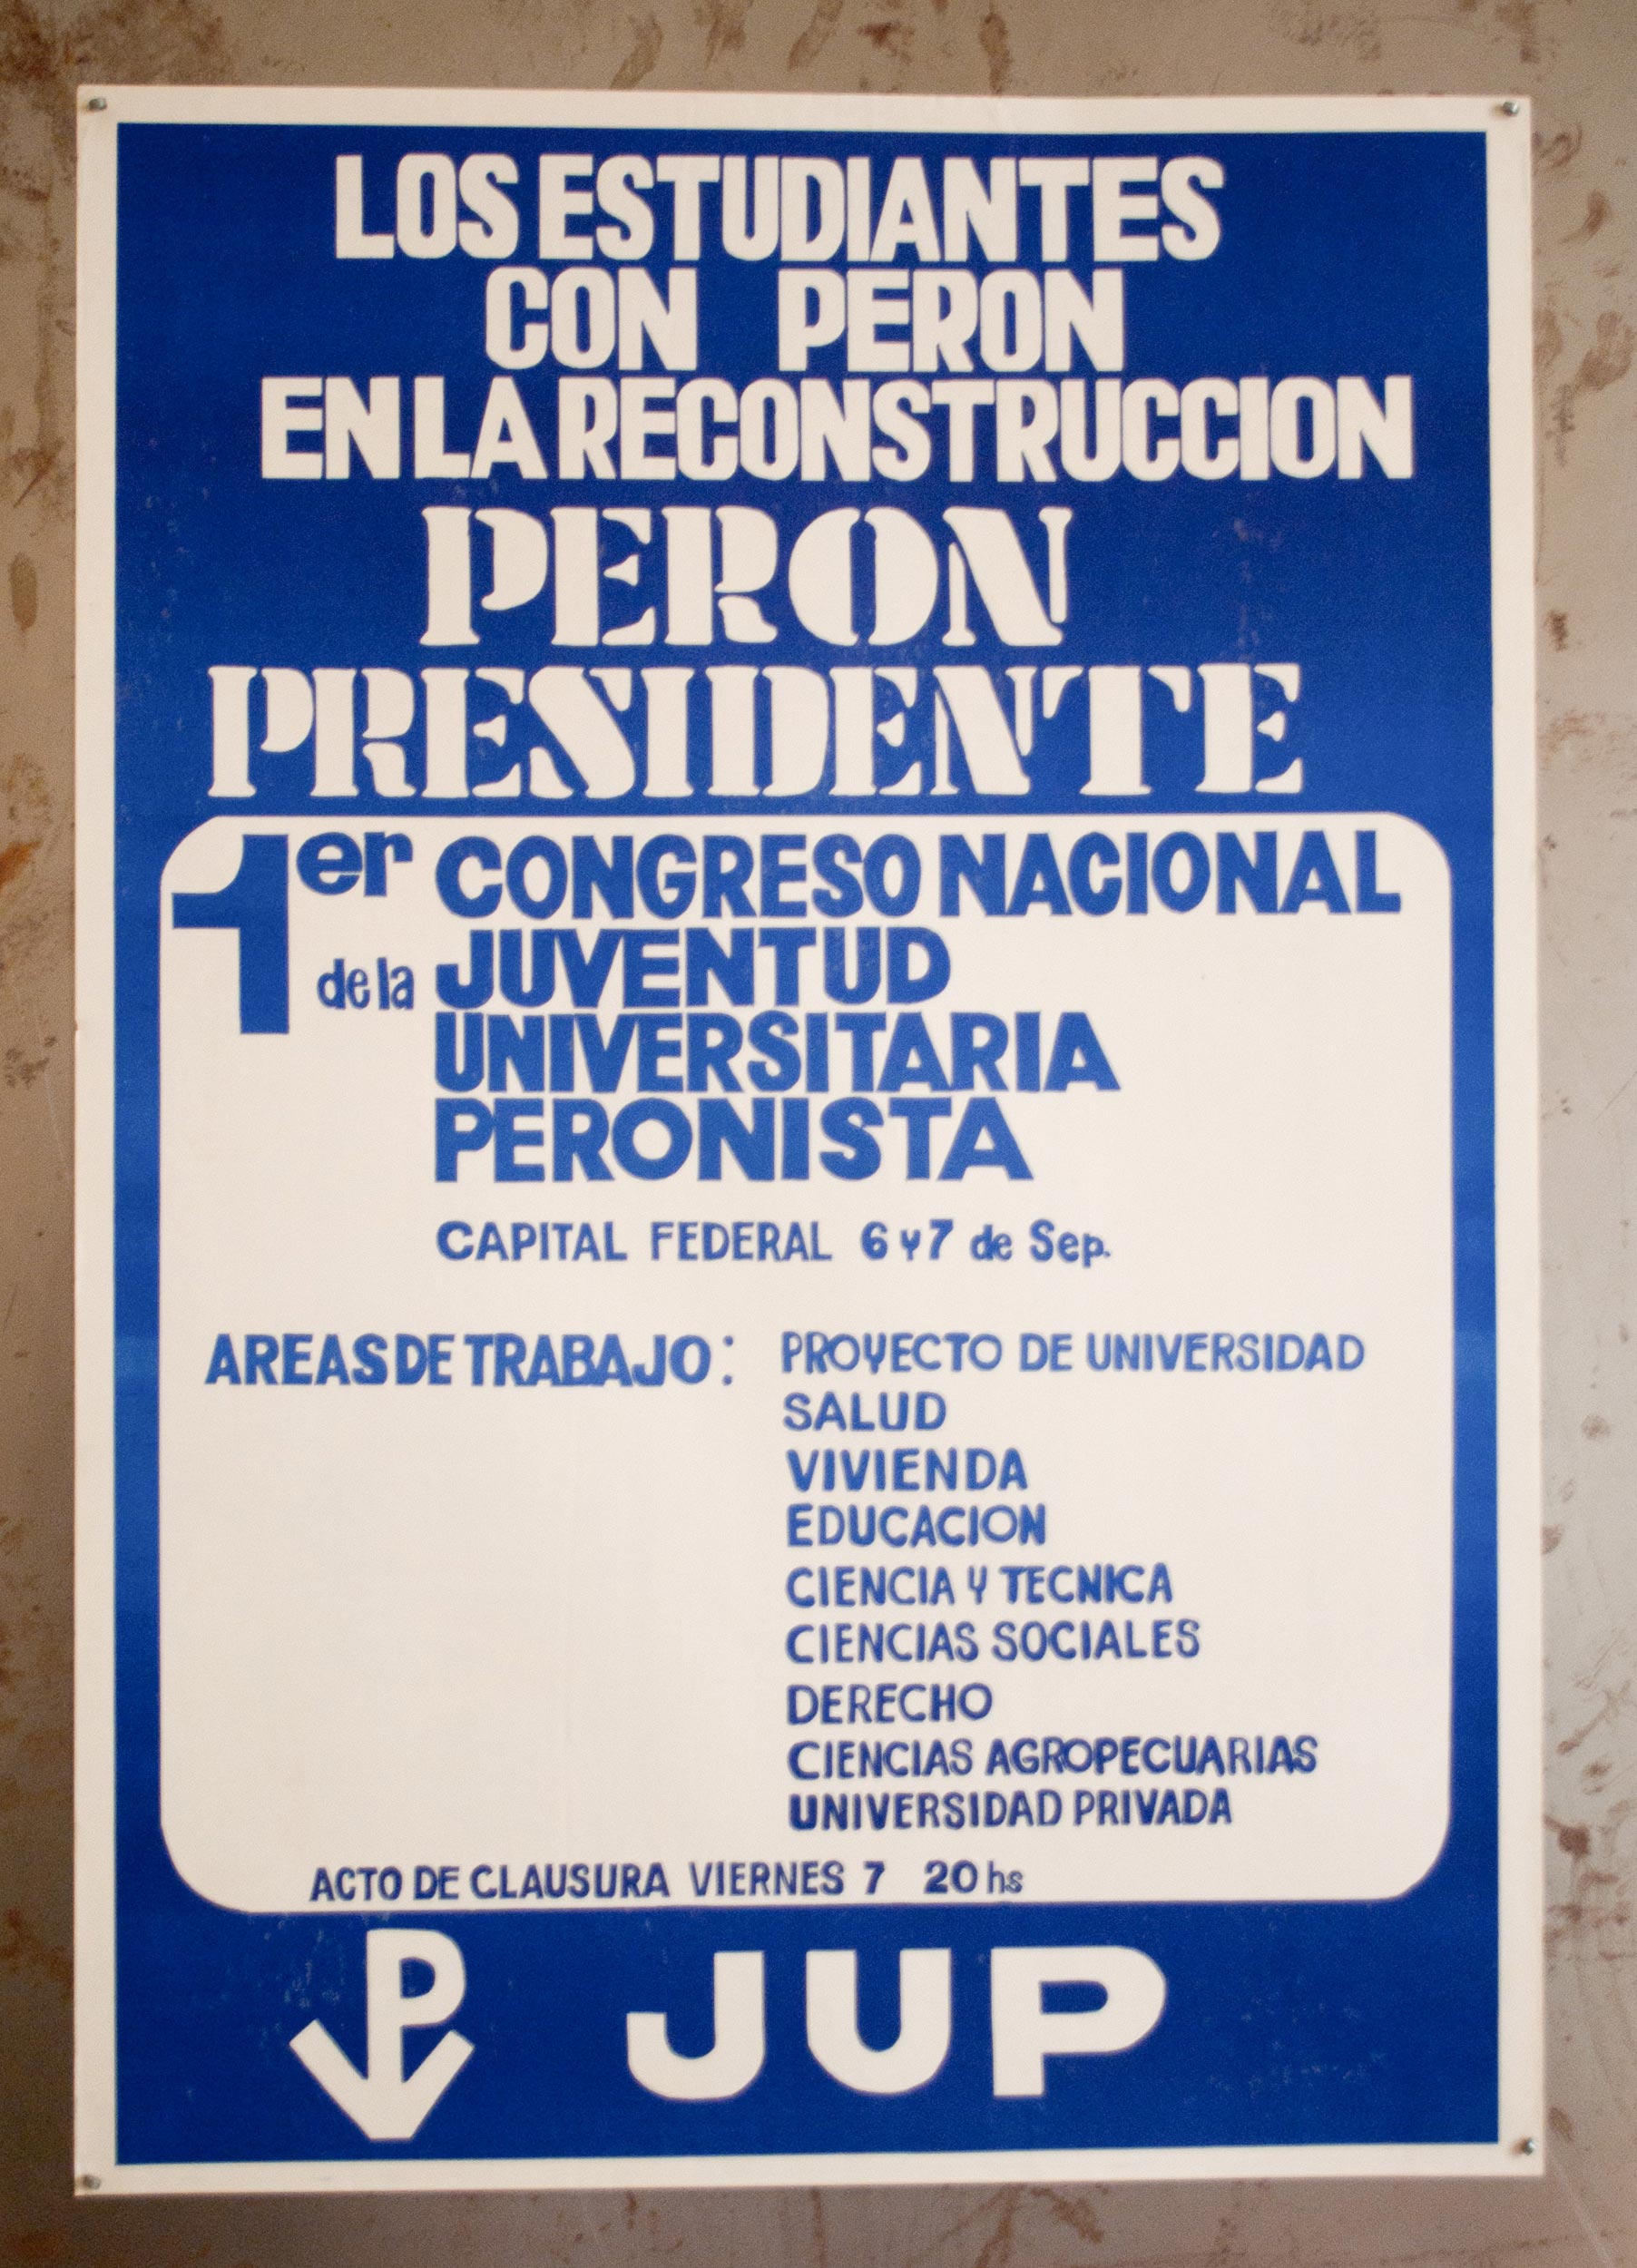 LOS ESTUDIANTES
CON PERON
EN LA RECONSTRUCCION
PERON
PRESIDENTE
1er CONGRESO NACIONAL
de la JUVENTUD
UNIVERSITARIA
PERONISTA
CAPITAL FEDERAL 6 y 7 de Sep.
AREAS DE TRABAJO: PROYECTO DE UNIVERSIDAD
SALUD
VIVIENDA
EDUCACION
CIENCIA Y TECNICA
CIENCIAS SOCIALES
DERECHO
CIENCIAS AGROPECUARIAS
UNIVERSIDAD PRIVADA
ACTO DE CLAUSURA VIERNES 7 20 hs
P JUP